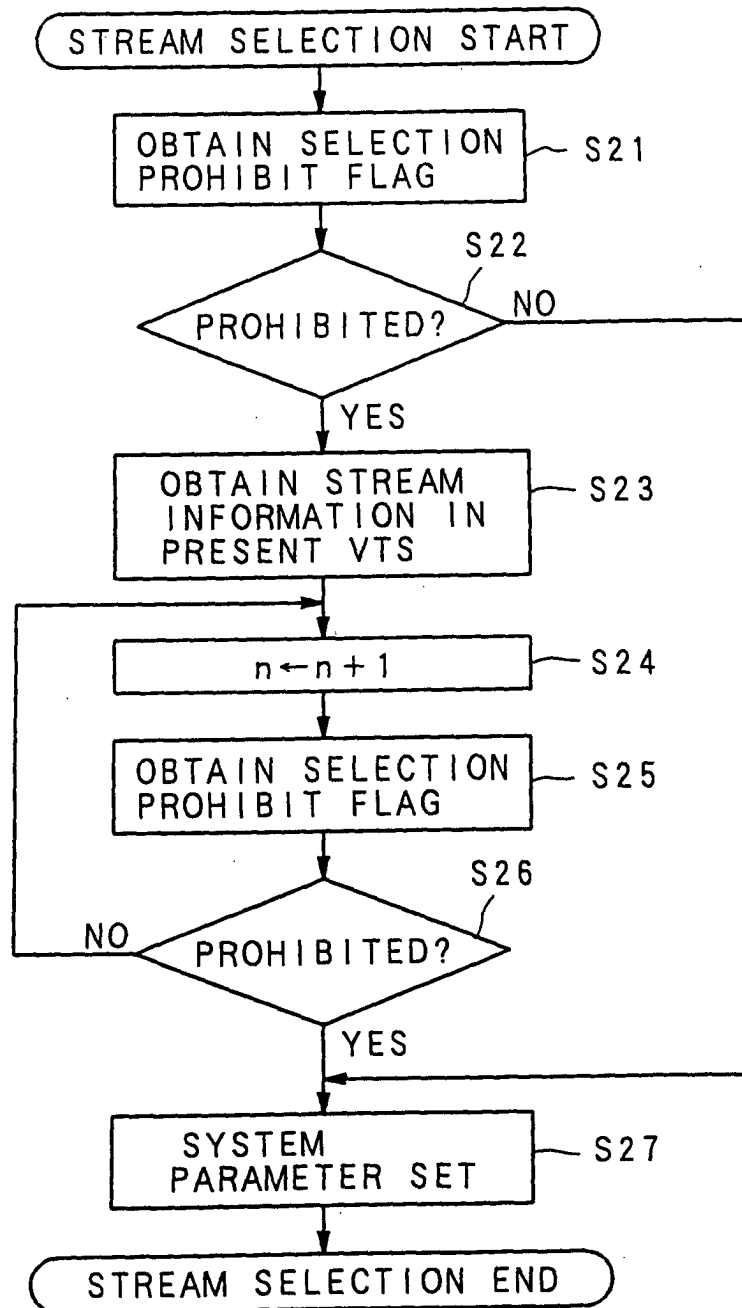 STREAM SELECTION START
OBTAIN SELECTION
PROHIBIT FLAG
S21
S22
PROHIBITED?
NO
YES
OBTAIN STREAM
INFORMATION IN
PRESENT VTS
S23
n←n+1
S24
OBTAIN SELECTION
PROHIBIT FLAG
S25
S26
NO
PROHIBITED?
YES
SYSTEM
PARAMETER SET
S27
STREAM SELECTION END